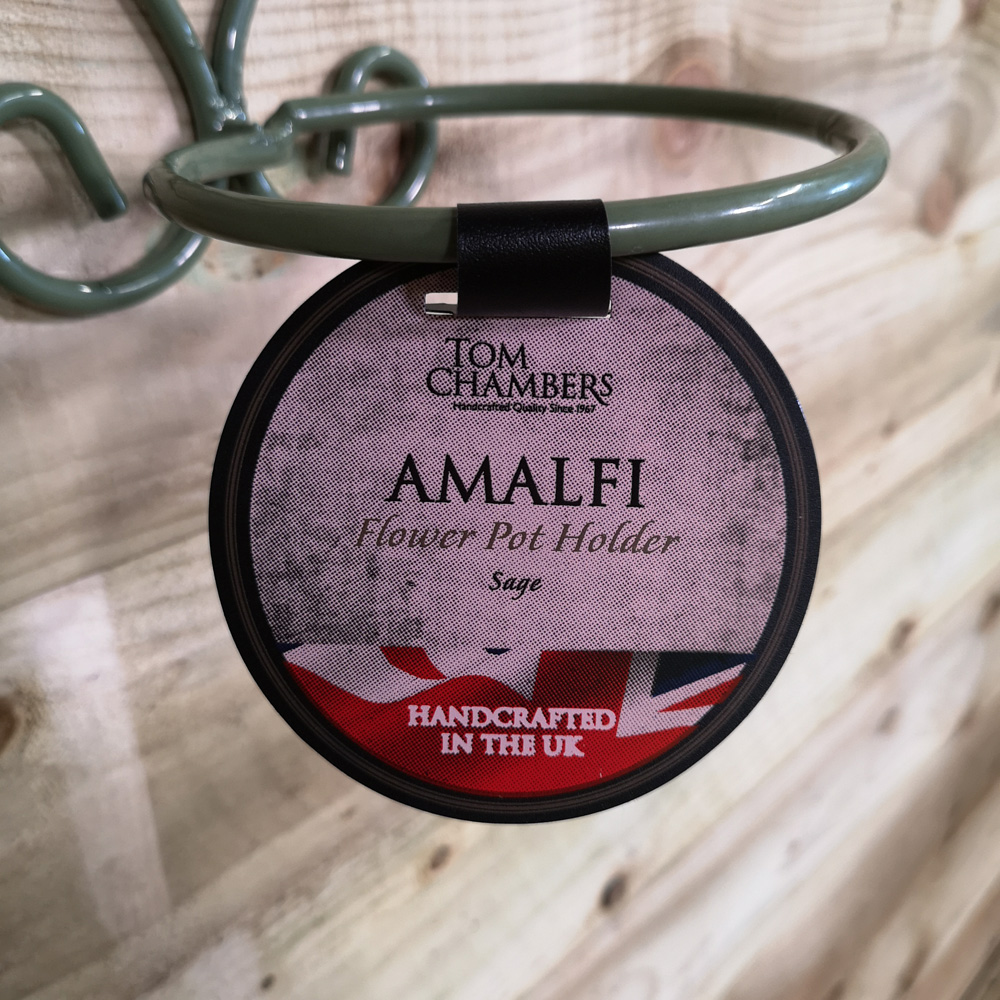 TOM
CHAMBERS
Handcrafted Quality Since 1967
AMALFI
Flower Pot Holder
Sage
HANDCRAFTED
IN THE UK